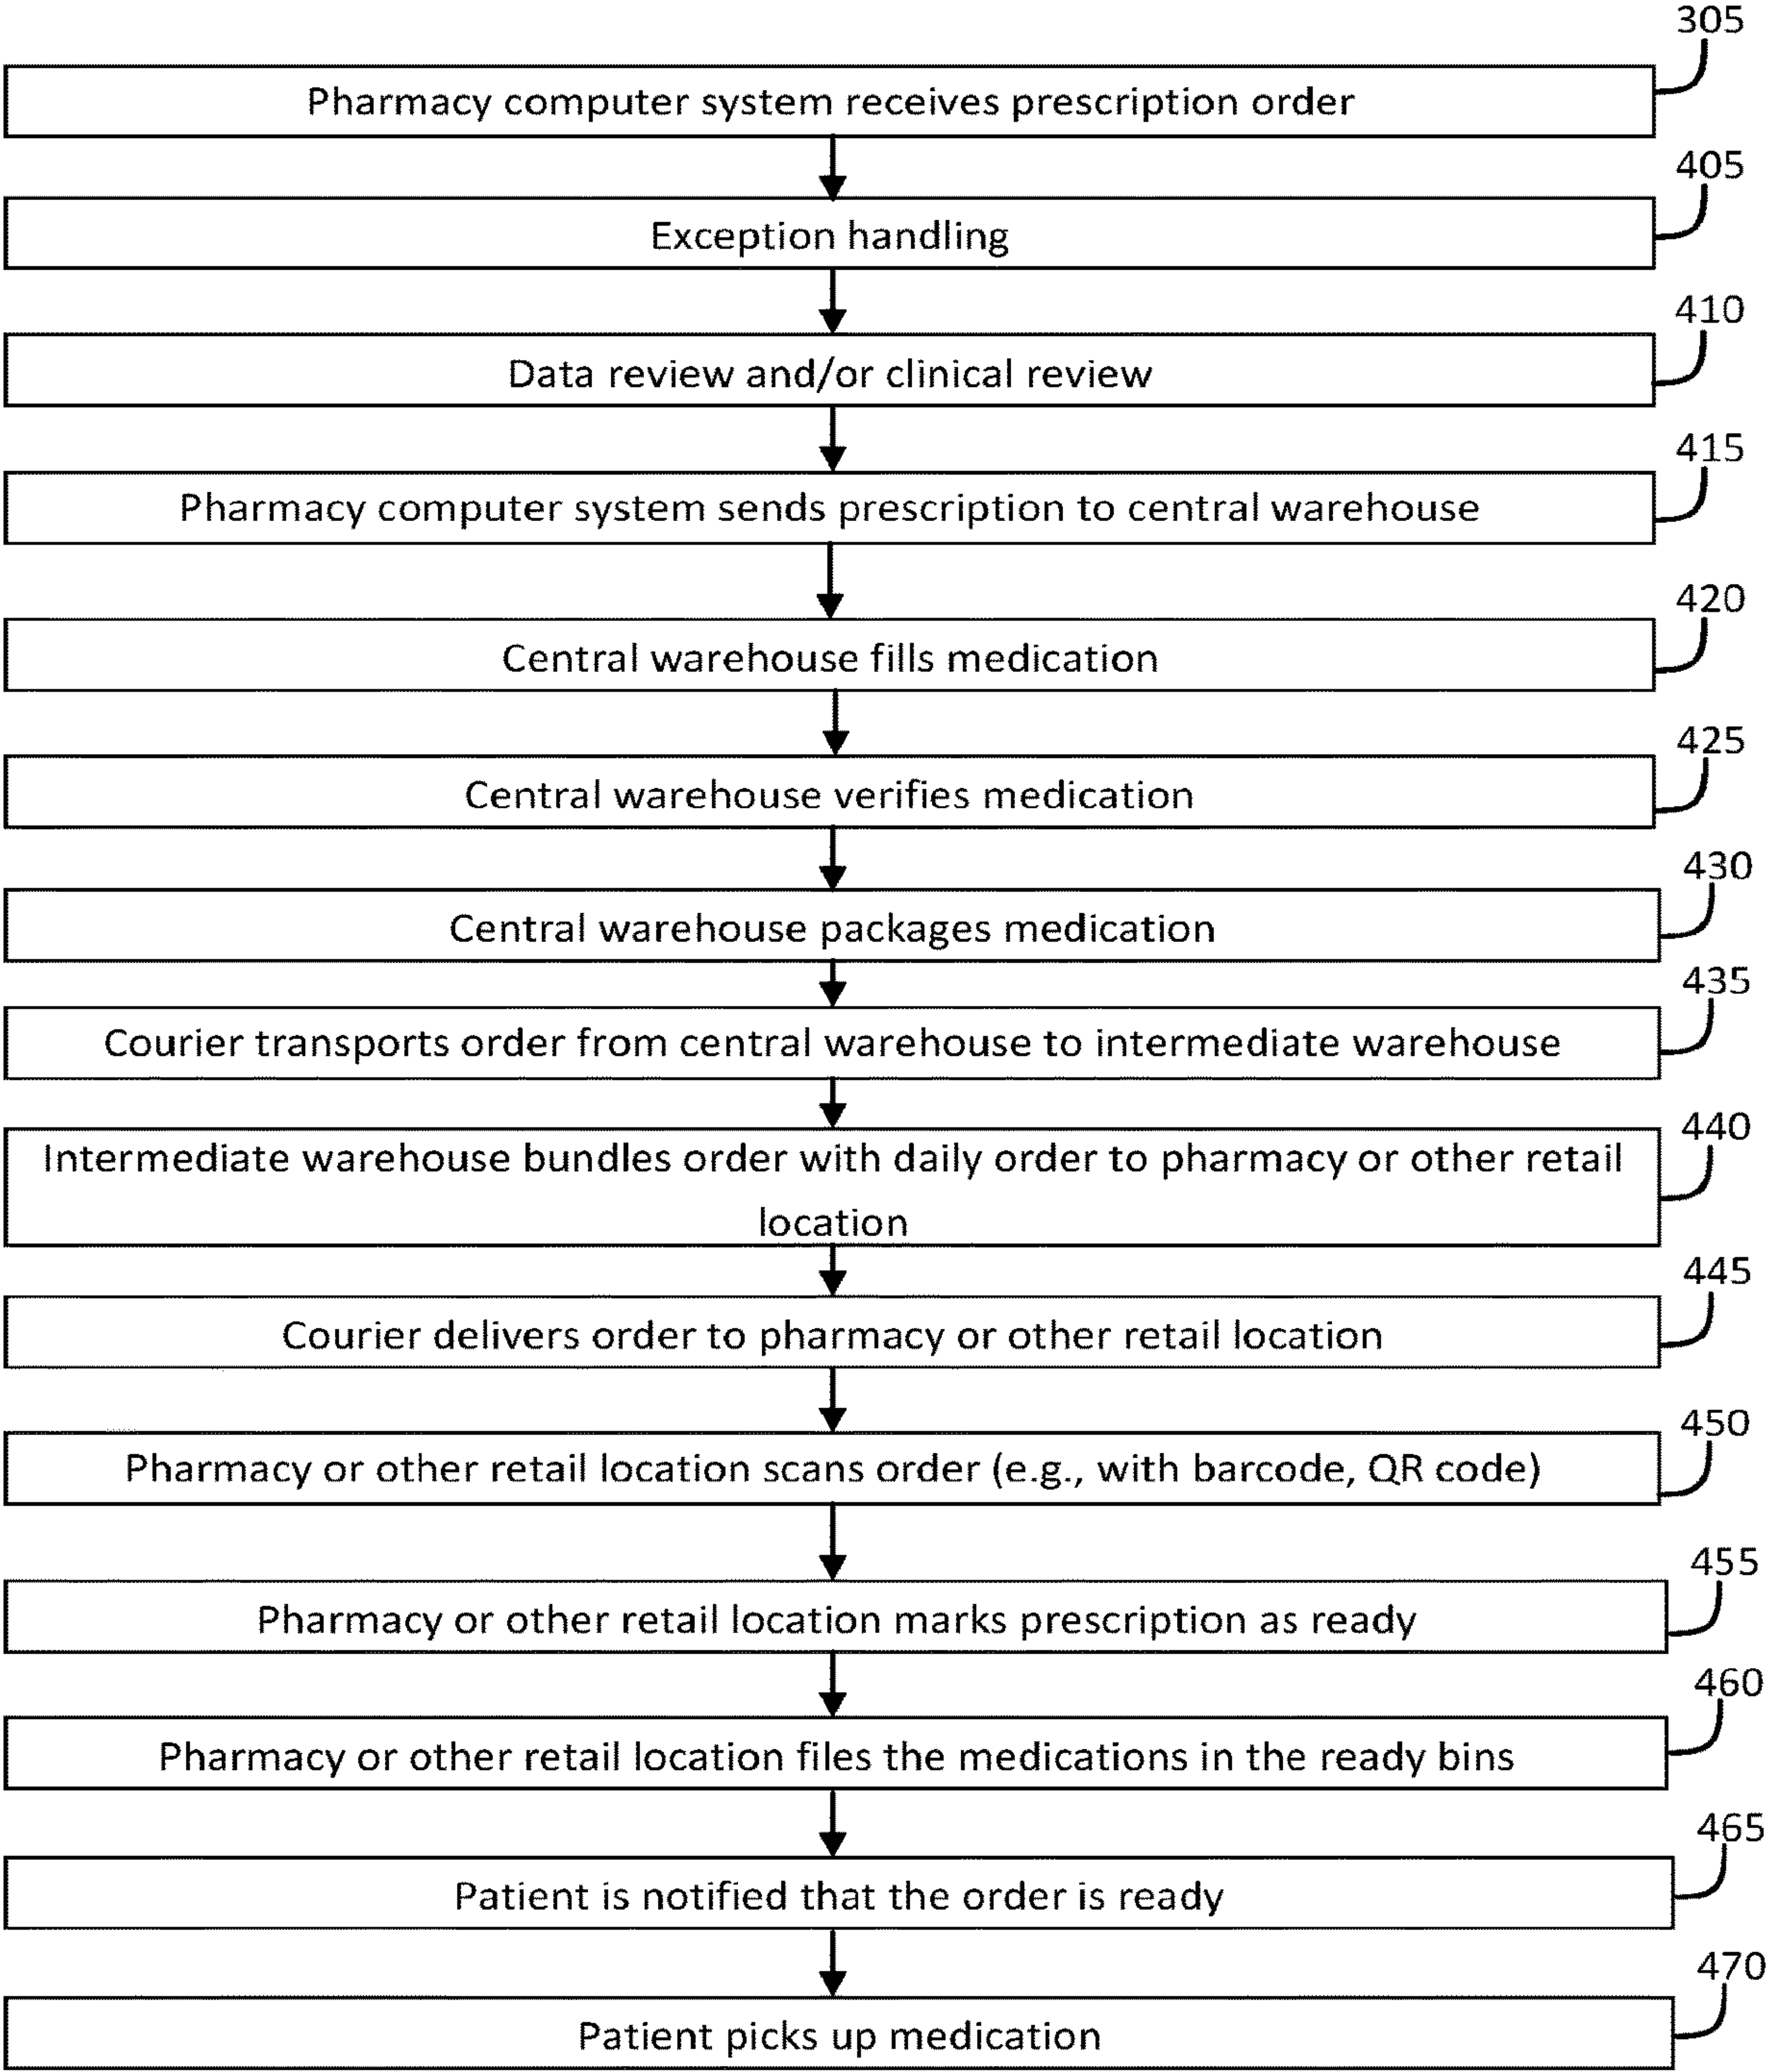 305
Pharmacy computer system receives prescription order
405
Exception handling
410
Data review and/or clinical review
415
Pharmacy computer system sends prescription to central warehouse
420
Central warehouse fills medication
425
Central warehouse verifies medication
430
Central warehouse packages medication
435
Courier transports order from central warehouse to intermediate warehouse
440
Intermediate warehouse bundles order with daily order to pharmacy or other retail
location
445
Courier delivers order to pharmacy or other retail location
450
Pharmacy or other retail location scans order (e.g., with barcode, QR code)
455
Pharmacy or other retail location marks prescription as ready
460
Pharmacy or other retail location files the medications in the ready bins
465
Patient is notified that the order is ready
470
Patient picks up medication